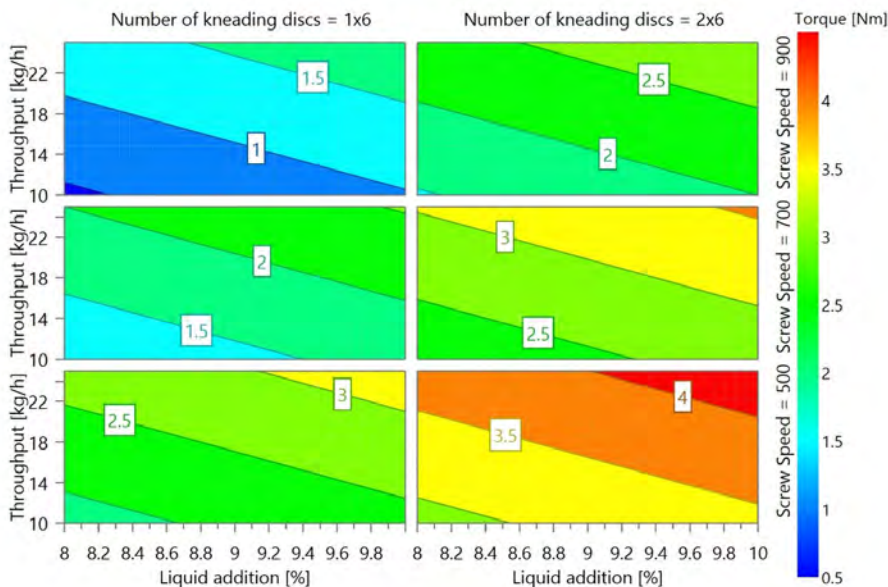 Number of kneading discs = 1x6
Number of kneading discs = 2x6
Torque [Nm]
Throughput [kg/h]
22
18
14
10
1.5
1
2.5
2
Screw Speed = 900
Throughput [kg/h]
22
18
14
10
2
1.5
3
2.5
Screw Speed = 700
Throughput [kg/h]
22
18
14
10
2.5
3
3.5
4
Screw Speed = 500
4
3.5
3
2.5
2
1.5
1
0.5
8 8.2 8.4 8.6 8.8 9 9.2 9.4 9.6 9.8
8 8.2 8.4 8.6 8.8 9 9.2 9.4 9.6 9.8 10
Liquid addition [%]
Liquid addition [%]